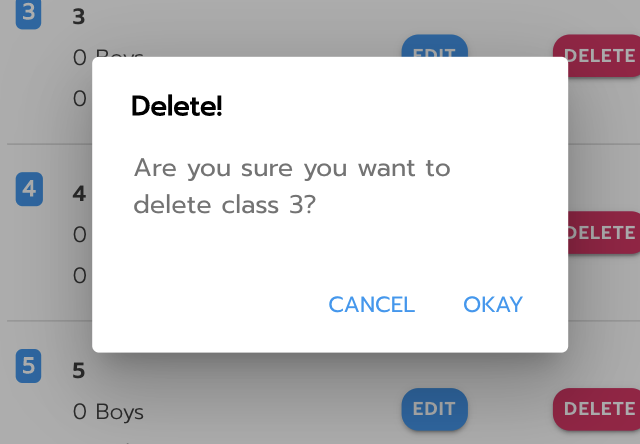 3 3
0 Boys EDIT DELETE
0
Delete!
Are you sure you want to
delete class 3?
CANCEL OKAY
4 4
0 DELETE
0
5 5
0 Boys EDIT DELETE